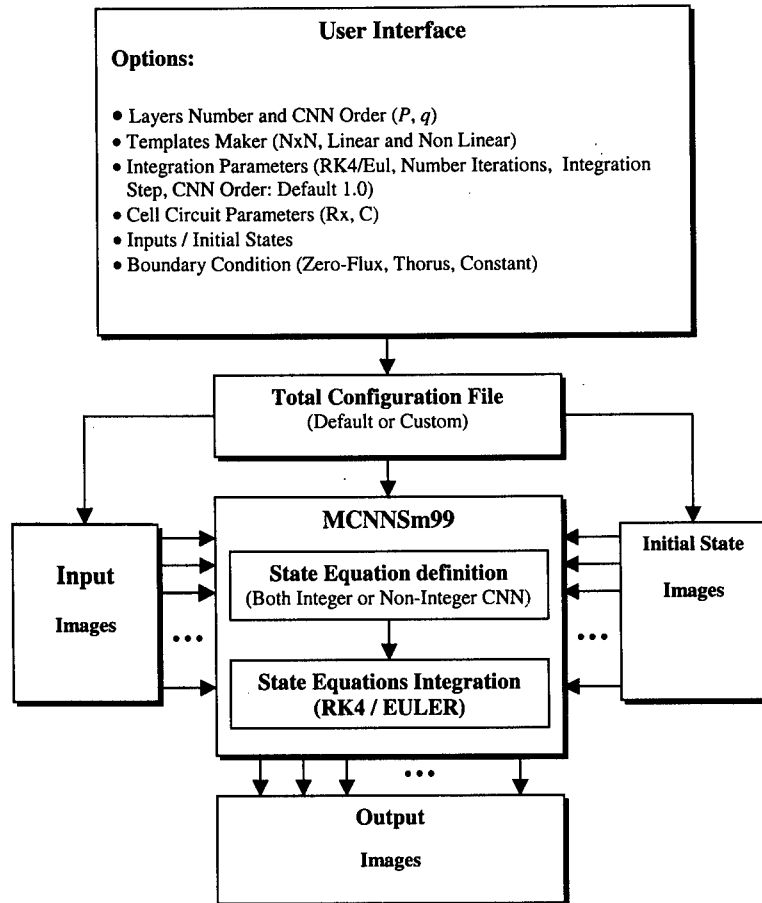 User Interface
Options:
• Layers Number and CNN Order (P, q)
• Templates Maker (NxN, Linear and Non Linear)
• Integration Parameters (RK4/Eul, Number Iterations, Integration
Step, CNN Order: Default 1.0)
• Cell Circuit Parameters (Rx, C)
• Inputs / Initial States
• Boundary Condition (Zero-Flux, Thorus, Constant)
Total Configuration File
(Default or Custom)
MCNNSm99
State Equation definition
(Both Integer or Non-Integer CNN)
State Equations Integration
(RK4 / EULER)
Input
Images
•••
Initial State
Images
•••
•••
Output
Images